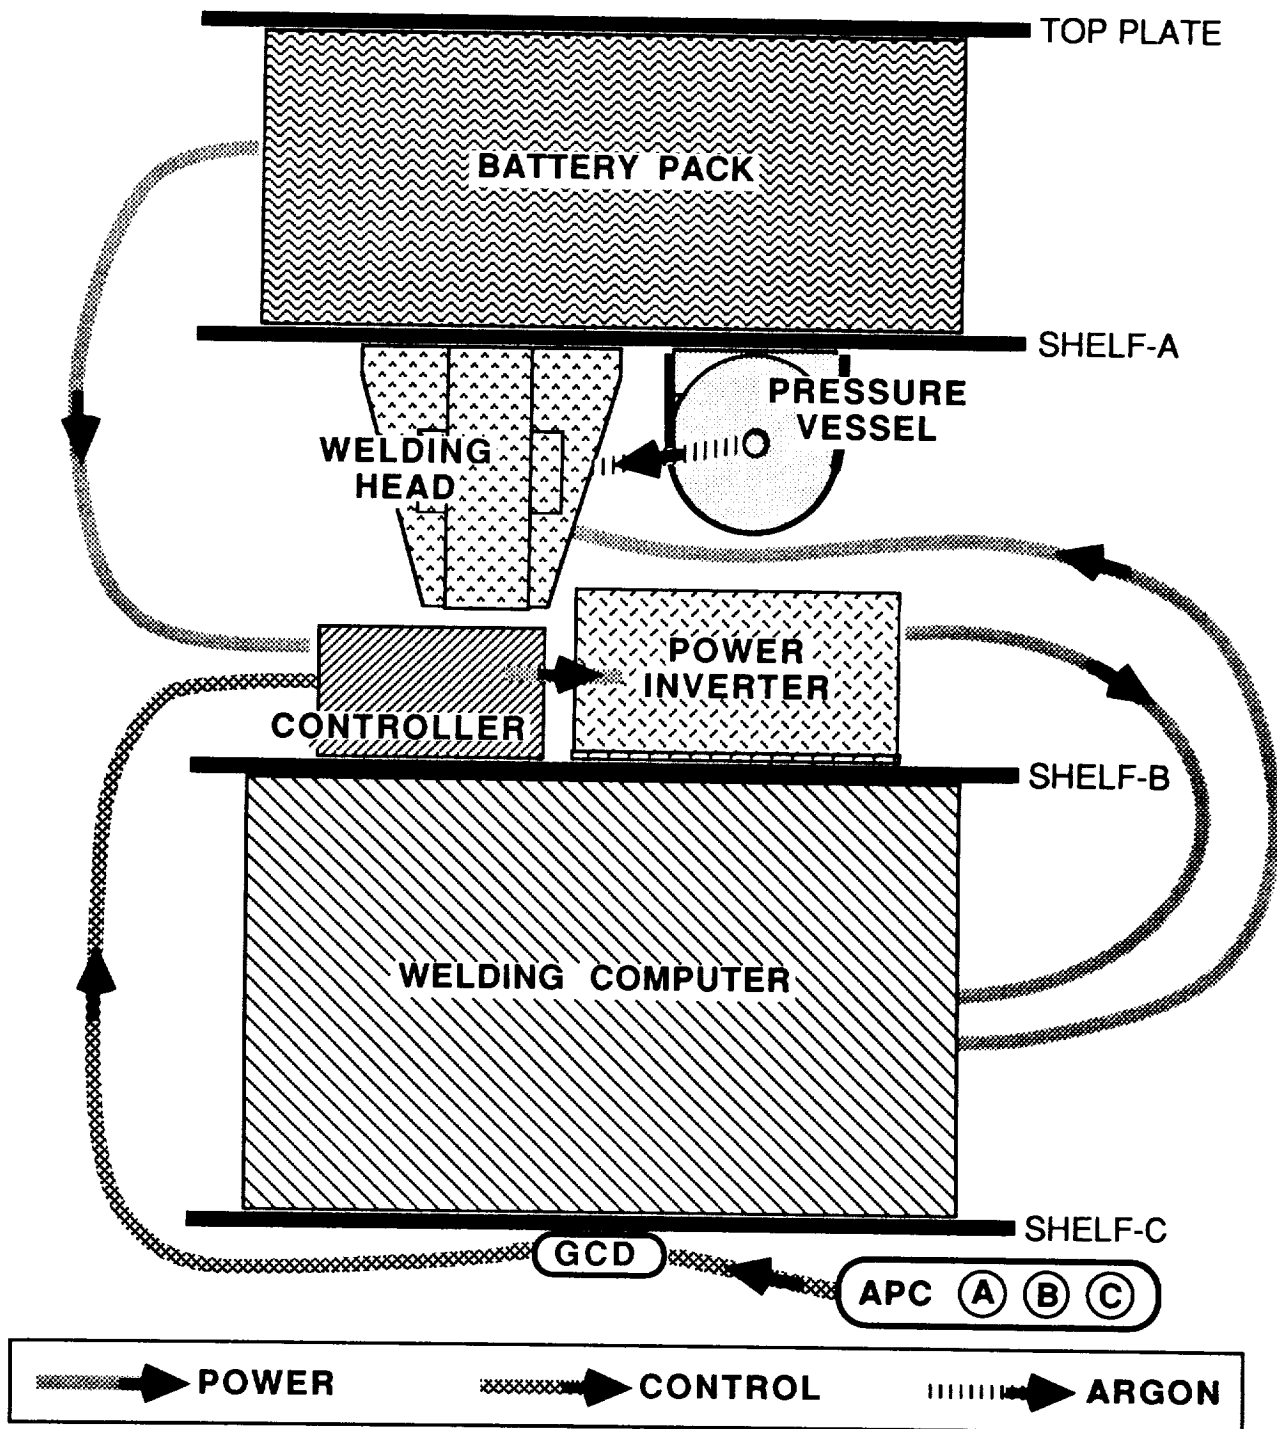 TOP PLATE
BATTERY PACK
SHELF-A
PRESSURE
VESSEL
WELDING
HEAD
POWER
INVERTER
CONTROLLER
SHELF-B
WELDING COMPUTER
SHELF-C
GCD
APC A B C
POWER
CONTROL
ARGON